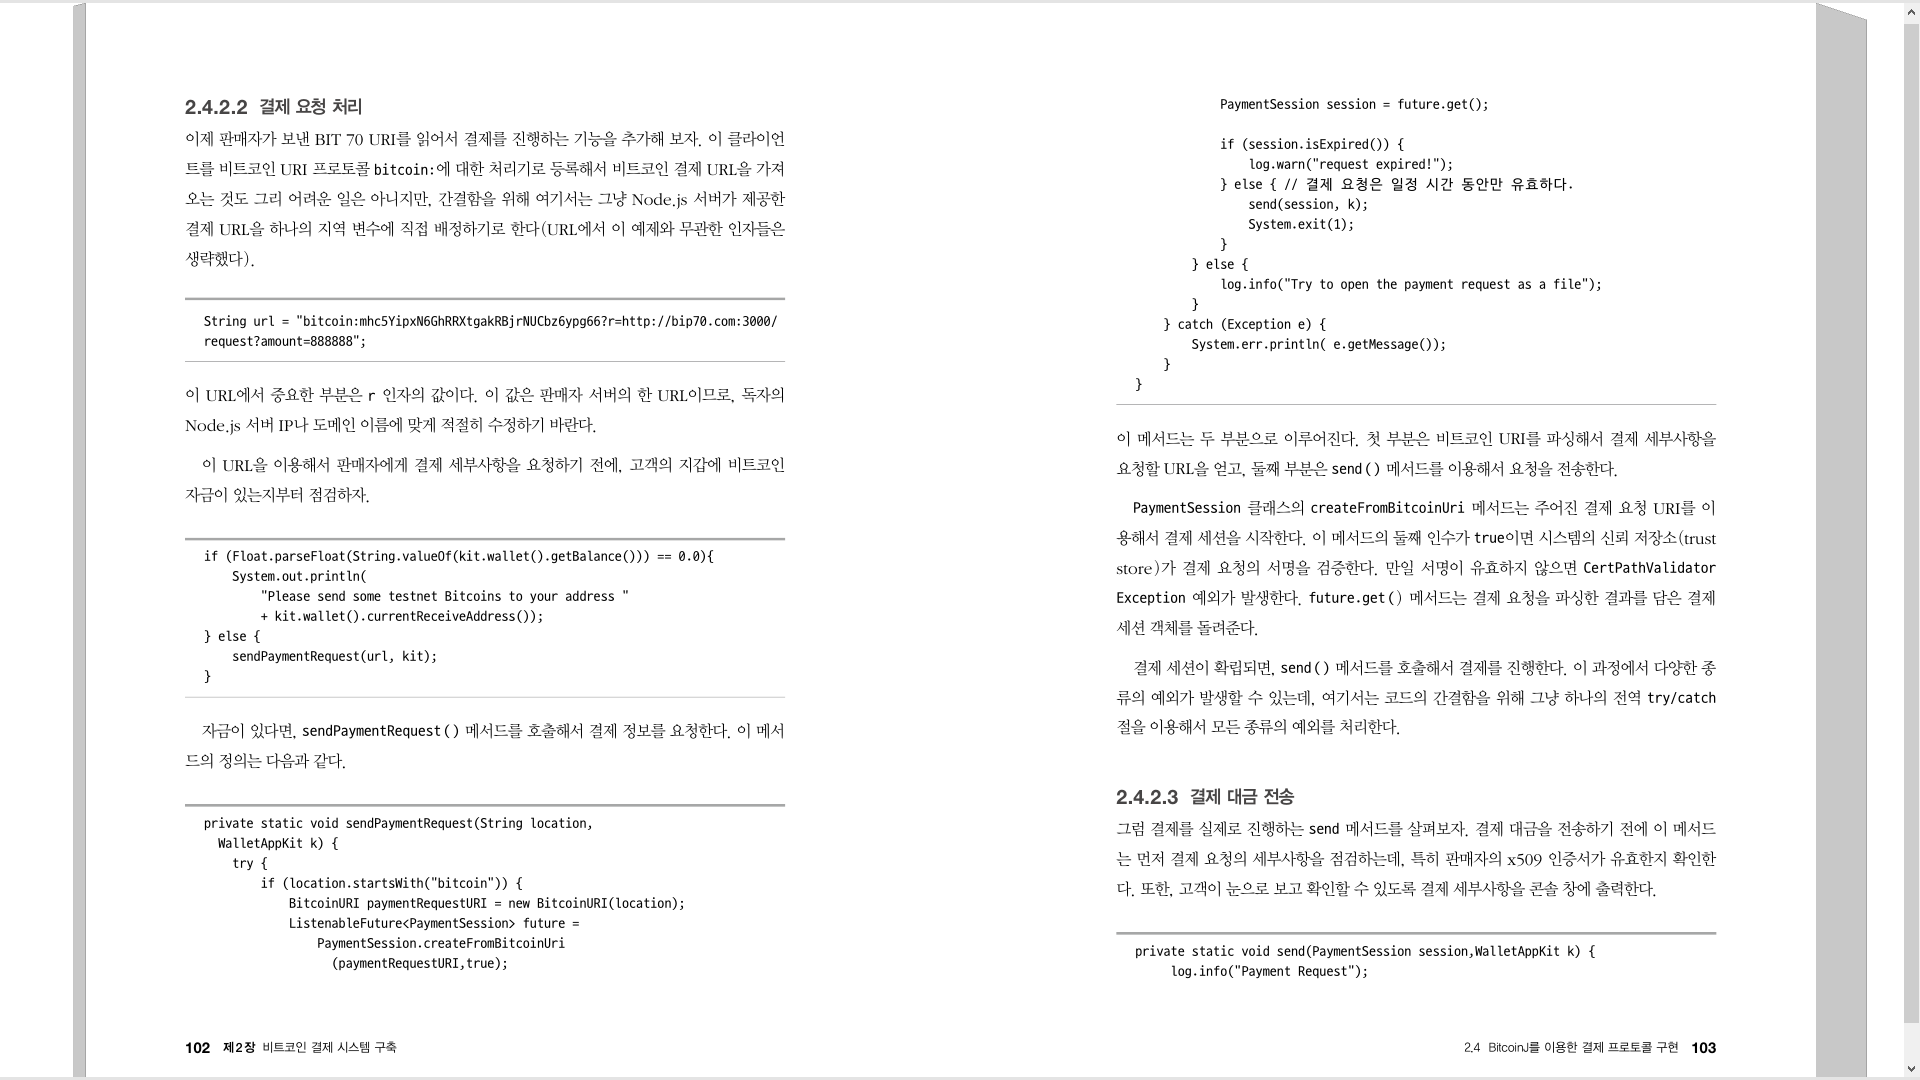 2.4.2.2 결제 요청 처리
이제 판매자가 보낸 BIT 70 URI를 읽어서 결제를 진행하는 기능을 추가해 보자. 이 클라이언
트를 비트코인 URI 프로토콜 bitcoin:에 대한 처리기로 등록해서 비트코인 결제 URL을 가져
오는 것도 그리 어려운 일은 아니지만, 간결함을 위해 여기서는 그냥 Node.js 서버가 제공한
결제 URL을 하나의 지역 변수에 직접 배정하기로 한다(URL에서 이 예제와 무관한 인자들은
생략했다).
String url = "bitcoin:mhc5YipxN6GhRRXtgakRBjrNUCbz6ypg66?r=http://bip70.com:3000/
request?amount=888888";
이 URL에서 중요한 부분은 r 인자의 값이다. 이 값은 판매자 서버의 한 URL이므로, 독자의
Node.js 서버 IP나 도메인 이름에 맞게 적절히 수정하기 바란다.
이 URL을 이용해서 판매자에게 결제 세부사항을 요청하기 전에, 고객의 지갑에 비트코인
자금이 있는지부터 점검하자.
if (Float.parseFloat(String.valueOf(kit.wallet().getBalance())) == 0.0){
System.out.println(
"Please send some testnet Bitcoins to your address "
+ kit.wallet().currentReceiveAddress());
} else {
sendPaymentRequest(url, kit);
}
자금이 있다면, sendPaymentRequest() 메서드를 호출해서 결제 정보를 요청한다. 이 메서
드의 정의는 다음과 같다.
private static void sendPaymentRequest(String location,
WalletAppKit k) {
try {
if (location.startsWith("bitcoin")) {
BitcoinURI paymentRequestURI = new BitcoinURI(location);
ListenableFuture<PaymentSession> future =
PaymentSession.createFromBitcoinUri
(paymentRequestURI,true);
102 제2장 비트코인 결제 시스템 구축
PaymentSession session = future.get();
if (session.isExpired()) {
log.warn("request expired!");
} else { // 결제 요청은 일정 시간 동안만 유효하다.
send(session, k);
System.exit(1);
}
} else {
log.info("Try to open the payment request as a file");
}
} catch (Exception e) {
System.err.println( e.getMessage());
}
}
이 메서드는 두 부분으로 이루어진다. 첫 부분은 비트코인 URI를 파싱해서 결제 세부사항을
요청할 URL을 얻고, 둘째 부분은 send() 메서드를 이용해서 요청을 전송한다.
PaymentSession 클래스의 createFromBitcoinUri 메서드는 주어진 결제 요청 URI를 이
용해서 결제 세션을 시작한다. 이 메서드의 둘째 인수가 true이면 시스템의 신뢰 저장소(trust
store)가 결제 요청의 서명을 검증한다. 만일 서명이 유효하지 않으면 CertPathValidator
Exception 예외가 발생한다. future.get() 메서드는 결제 요청을 파싱한 결과를 담은 결제
세션 객체를 돌려준다.
결제 세션이 확립되면, send() 메서드를 호출해서 결제를 진행한다. 이 과정에서 다양한 종
류의 예외가 발생할 수 있는데, 여기서는 코드의 간결함을 위해 그냥 하나의 전역 try/catch
절을 이용해서 모든 종류의 예외를 처리한다.
2.4.2.3 결제 대금 전송
그럼 결제를 실제로 진행하는 send 메서드를 살펴보자. 결제 대금을 전송하기 전에 이 메서드
는 먼저 결제 요청의 세부사항을 점검하는데, 특히 판매자의 x509 인증서가 유효한지 확인한
다. 또한, 고객이 눈으로 보고 확인할 수 있도록 결제 세부사항을 콘솔 창에 출력한다.
private static void send(PaymentSession session,WalletAppKit k) {
log.info("Payment Request");
2.4 BitcoinJ를 이용한 결제 프로토콜 구현 103